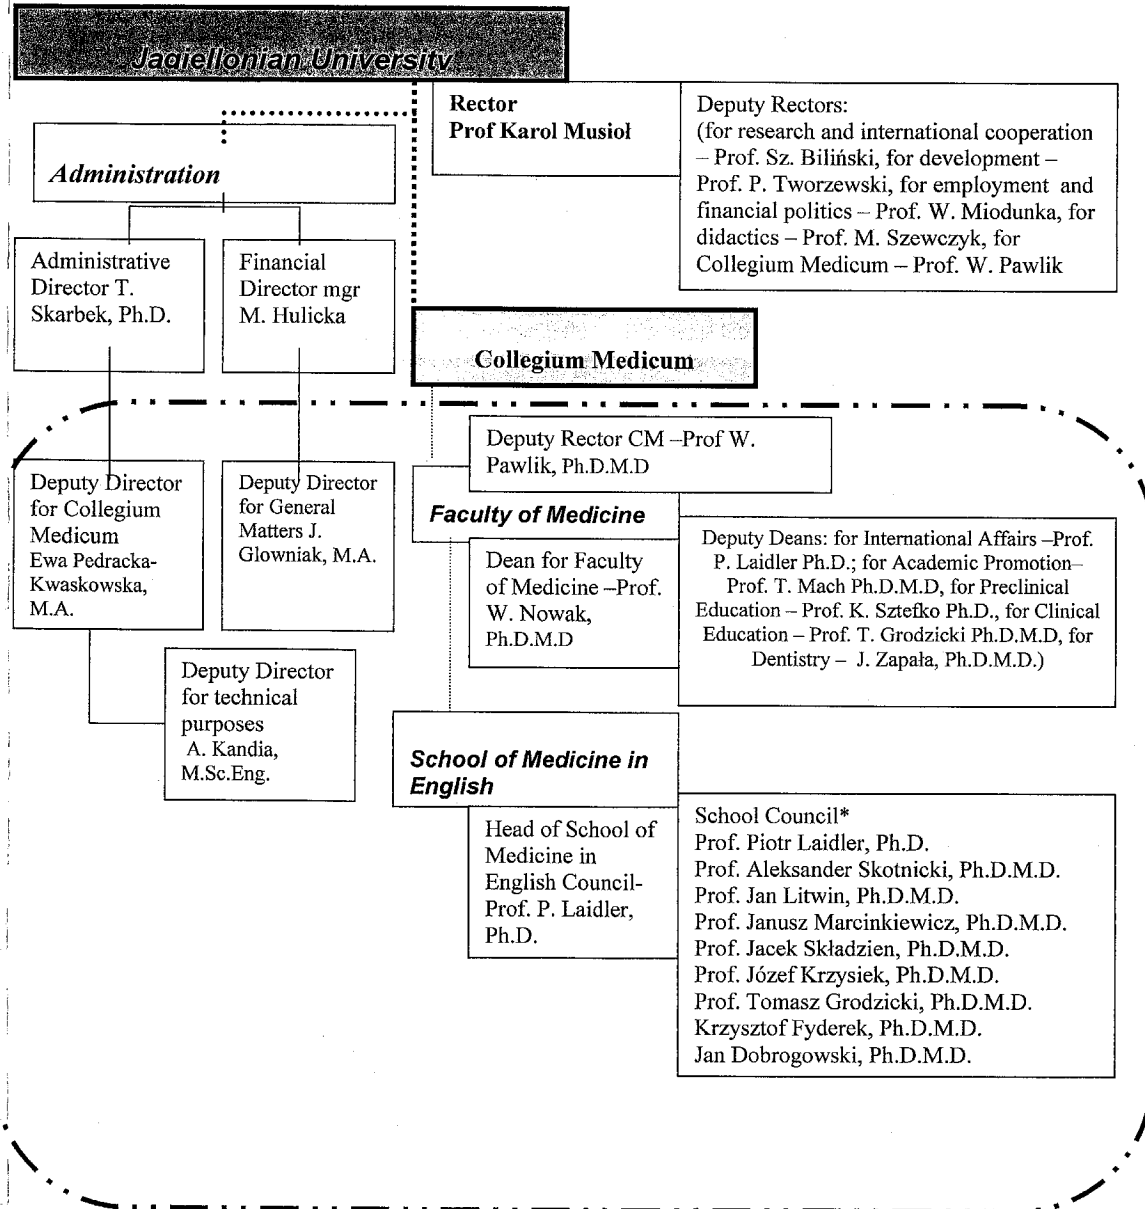 Jagiellonian University
Rector
Prof Karol Musioł
Deputy Rectors:
(for research and international cooperation
– Prof. Sz. Biliński, for development –
Prof. P. Tworzewski, for employment and
financial politics – Prof. W. Miodunka, for
didactics – Prof. M. Szewczyk, for
Collegium Medicum – Prof. W. Pawlik
Administration
Administrative
Director T.
Skarbek, Ph.D.
Financial
Director mgr
M. Hulicka
Collegium Medicum
Deputy Rector CM –Prof W.
Pawlik, Ph.D.M.D
Deputy Director
for Collegium
Medicum
Ewa Pedracka-
Kwaskowska,
M.A.
Deputy Director
for General
Matters J.
Glowniak, M.A.
Faculty of Medicine
Dean for Faculty
of Medicine –Prof.
W. Nowak,
Ph.D.M.D
Deputy Deans: for International Affairs –Prof.
P. Laidler Ph.D.; for Academic Promotion–
Prof. T. Mach Ph.D.M.D, for Preclinical
Education – Prof. K. Sztefko Ph.D., for Clinical
Education – Prof. T. Grodzicki Ph.D.M.D, for
Dentistry – J. Zapała, Ph.D.M.D.)
Deputy Director
for technical
purposes
A. Kandia,
M.Sc.Eng.
School of Medicine in
English
Head of School of
Medicine in
English Council-
Prof. P. Laidler,
Ph.D.
School Council*
Prof. Piotr Laidler, Ph.D.
Prof. Aleksander Skotnicki, Ph.D.M.D.
Prof. Jan Litwin, Ph.D.M.D.
Prof. Janusz Marcinkiewicz, Ph.D.M.D.
Prof. Jacek Składzien, Ph.D.M.D.
Prof. Józef Krzysiek, Ph.D.M.D.
Prof. Tomasz Grodzicki, Ph.D.M.D.
Krzysztof Fyderek, Ph.D.M.D.
Jan Dobrogowski, Ph.D.M.D.